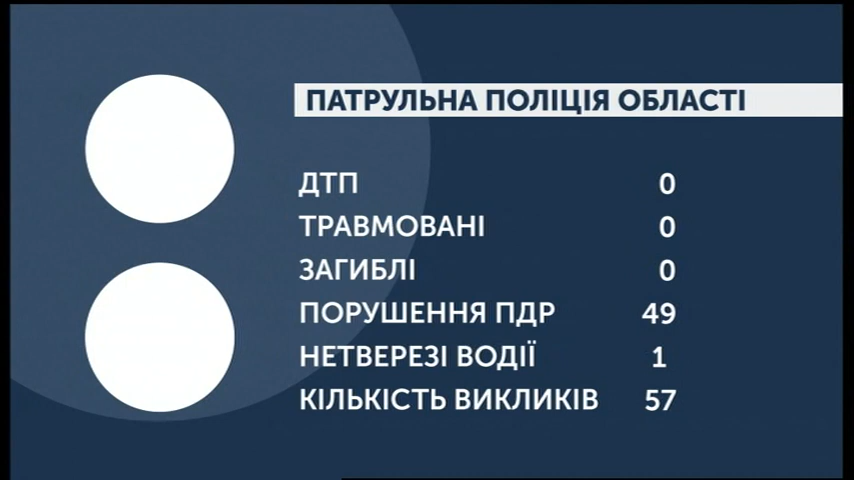 ПАТРУЛЬНА ПОЛІЦІЯ ОБЛАСТІ
ДТП 0
ТРАВМОВАНІ 0
ЗАГИБЛІ 0
ПОРУШЕННЯ ПДР 49
НЕТВЕРЕЗІ ВОДІЇ 1
КІЛЬКІСТЬ ВИКЛИКІВ 57